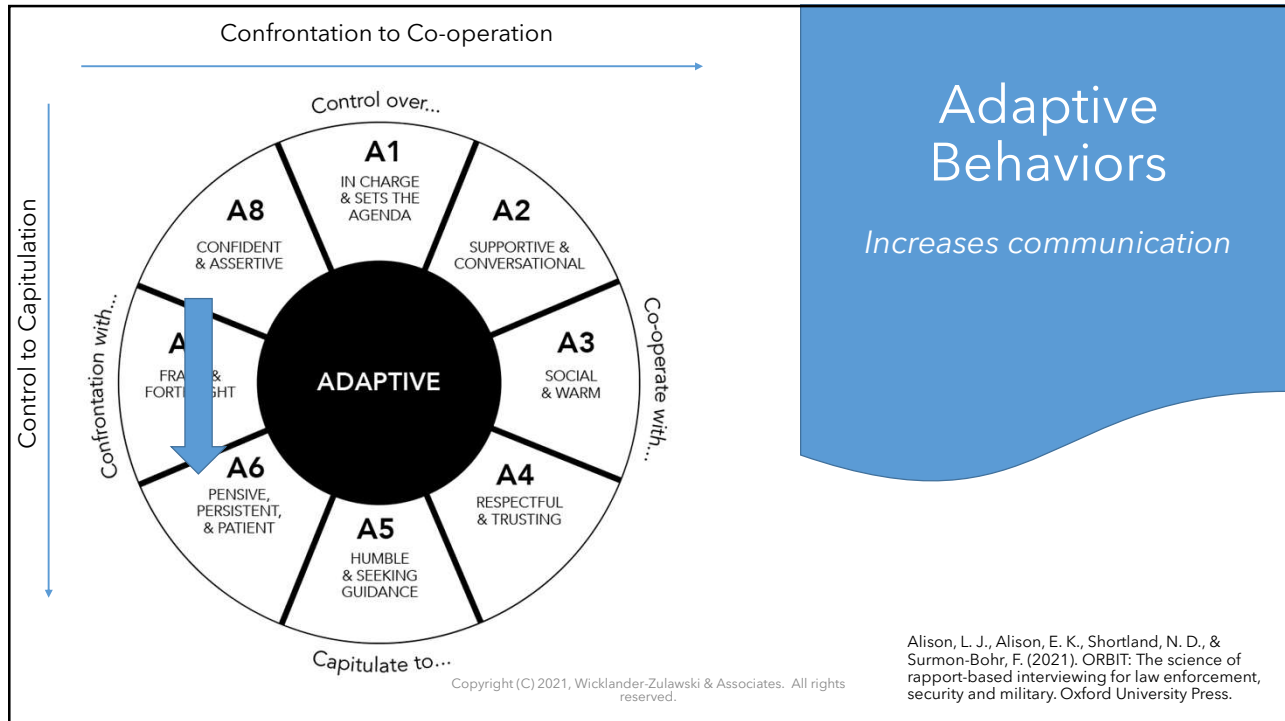 Confrontation to Co-operation
Control to Capitulation
Control over...
A1
IN CHARGE
& SETS THE
AGENDA
A2
SUPPORTIVE &
CONVERSATIONAL
A3
SOCIAL
& WARM
Co-operate with...
A4
RESPECTFUL
& TRUSTING
A5
HUMBLE
& SEEKING
GUIDANCE
Capitulate to...
A6
PENSIVE,
PERSISTENT,
& PATIENT
&
Confrontation with...
A8
CONFIDENT
& ASSERTIVE
ADAPTIVE
Adaptive
Behaviors
Increases communication
Copyright (C) 2021, Wicklander-Zulawski & Associates. All rights
reserved.
Alison, L. J., Alison, E. K., Shortland, N. D., &
Surmon-Bohr, F. (2021). ORBIT: The science of
rapport-based interviewing for law enforcement,
security and military. Oxford University Press.